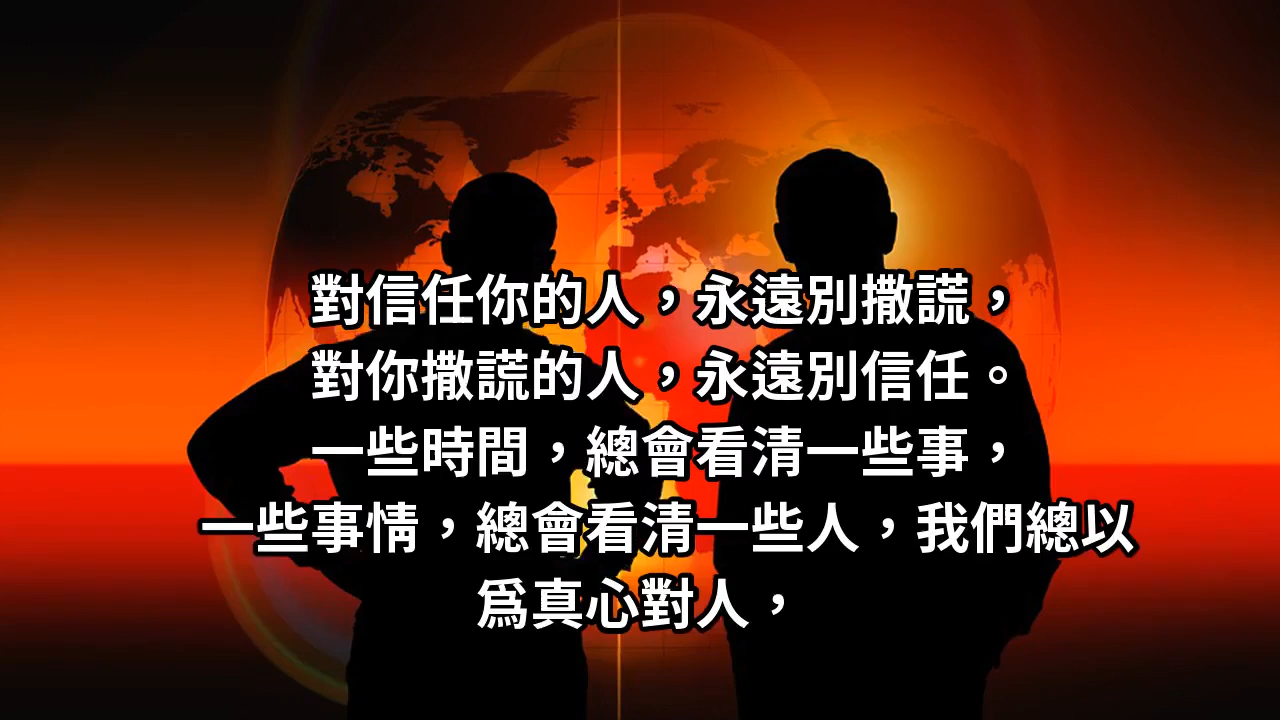 對信任你的人，永遠別撒謊，
對你撒謊的人，永遠別信任。
一些時間，總會看清一些事，
一些事情，總會看清一些人，我們總以
爲真心對人，